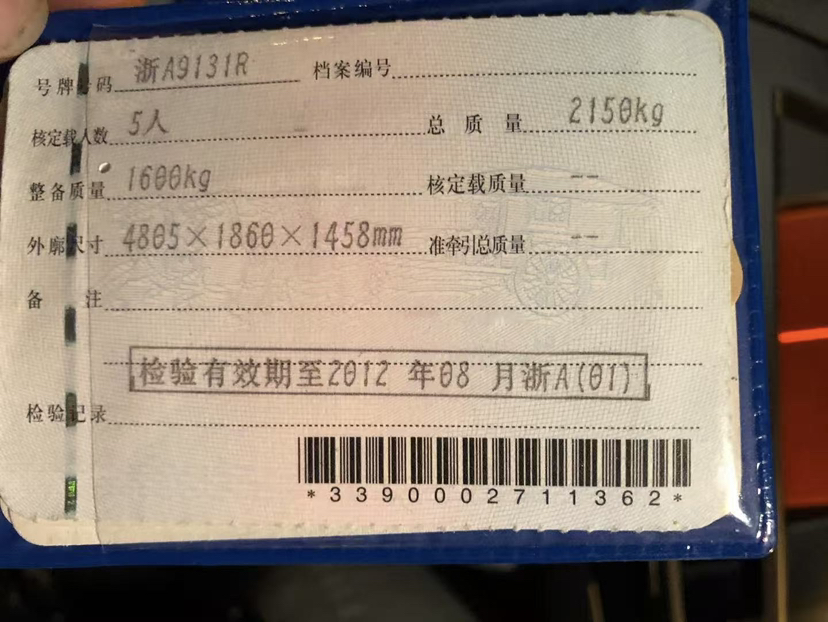 号牌号码 浙A9131R 档案编号
核定载人数 5人 总质量 2150kg
整备质量 1600kg 核定载质量 --
外廓尺寸 4805×1860×1458mm 准牵引总质量 --
备注
检验有效期至2012 年08 月浙A(01)
检验记录
*3390002711362*